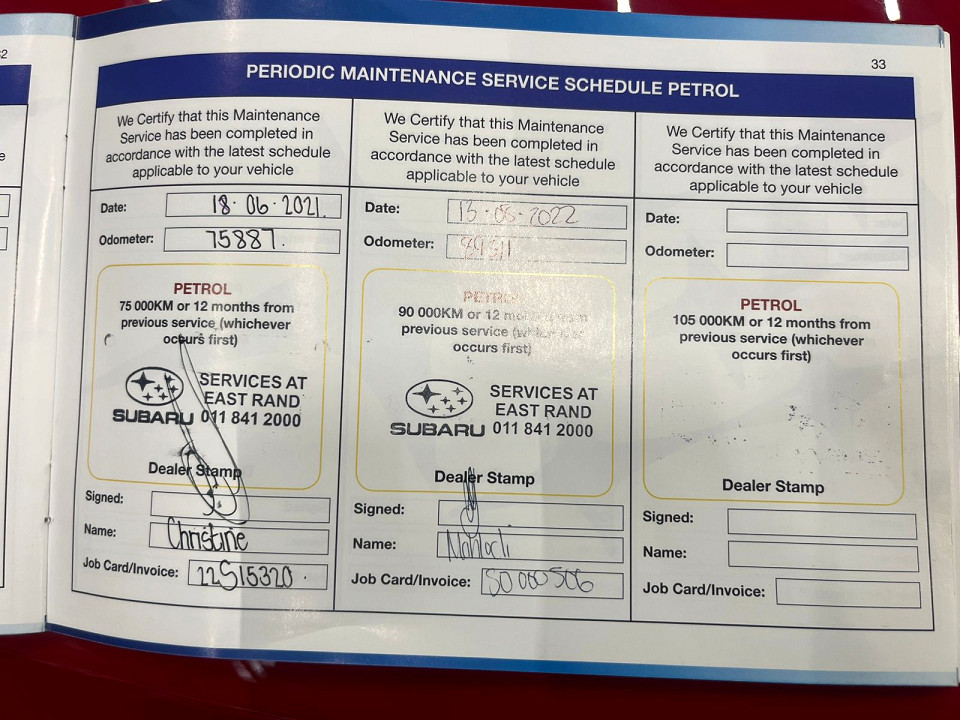 33
PERIODIC MAINTENANCE SERVICE SCHEDULE PETROL
We Certify that this Maintenance
Service has been completed in
accordance with the latest schedule
applicable to your vehicle
Date: 18·06·2021.
Odometer: 75887.
PETROL
75 000KM or 12 months from
previous service (whichever
occurs first)
SUBARU
SERVICES AT
EAST RAND
011 841 2000
Dealer Stamp
Signed:
Name: Christine
Job Card/Invoice: 22S15320.
We Certify that this Maintenance
Service has been completed in
accordance with the latest schedule
applicable to your vehicle
Date: 13·05·2022
Odometer:
PETROL
90 000KM or 12 months from
previous service (whichever
occurs first)
SUBARU
SERVICES AT
EAST RAND
011 841 2000
Dealer Stamp
Signed:
Name:
Job Card/Invoice: SO060506
We Certify that this Maintenance
Service has been completed in
accordance with the latest schedule
applicable to your vehicle
Date:
Odometer:
PETROL
105 000KM or 12 months from
previous service (whichever
occurs first)
Dealer Stamp
Signed:
Name:
Job Card/Invoice: